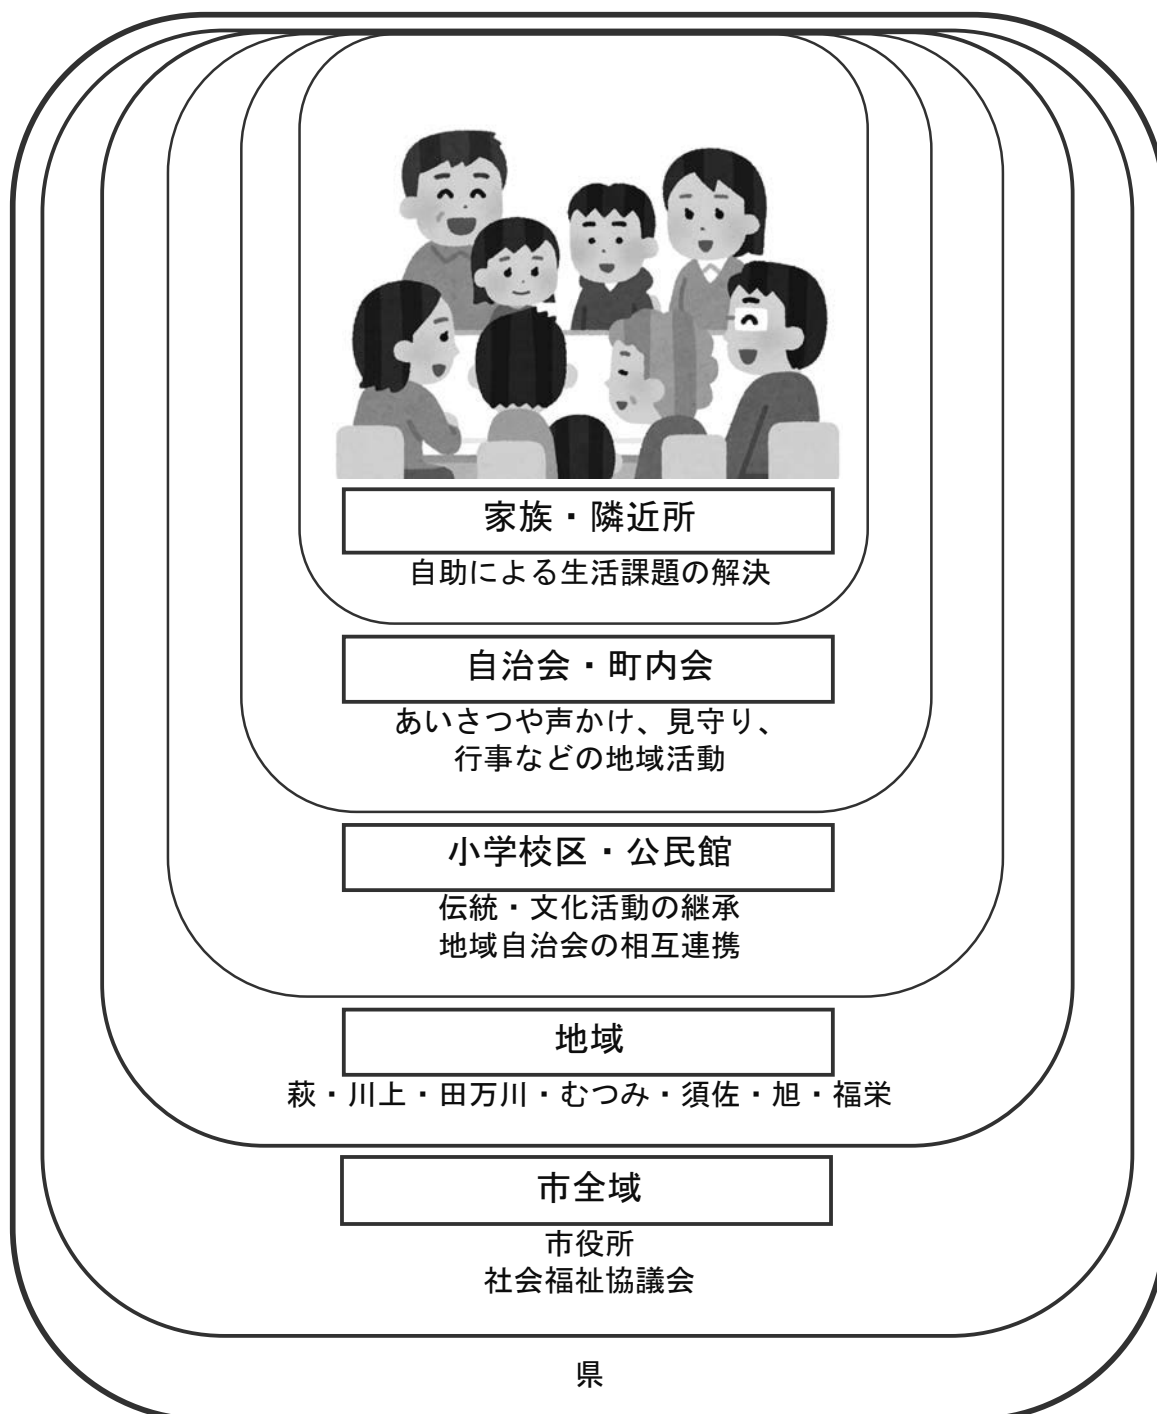 家族・隣近所
自助による生活課題の解決
自治会・町内会
あいさつや声かけ、見守り、
行事などの地域活動
小学校区・公民館
伝統・文化活動の継承
地域自治会の相互連携
地域
萩・川上・田万川・むつみ・須佐・旭・福栄
市全域
市役所
社会福祉協議会
県